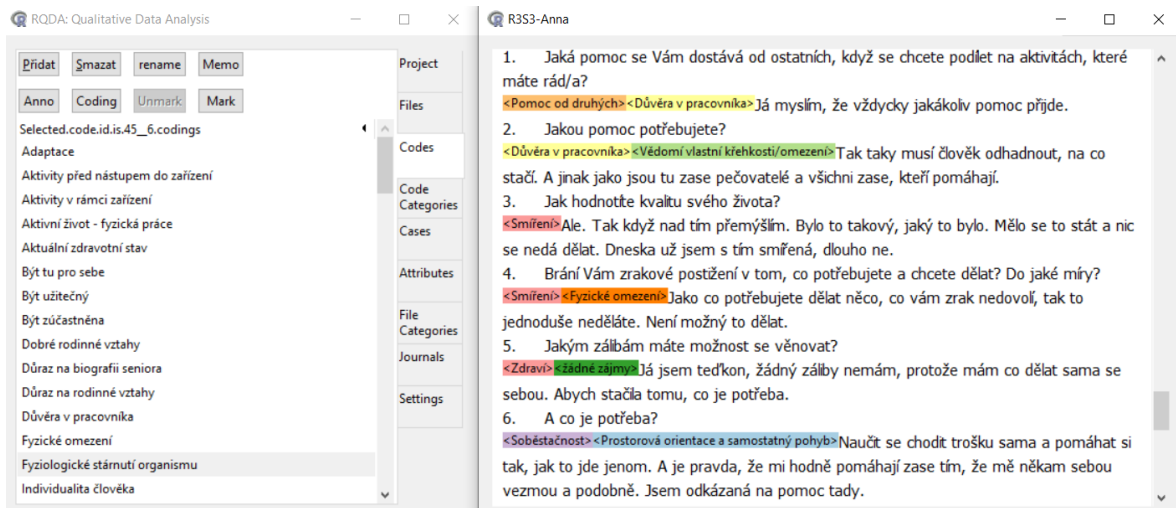 RQDA: Qualitative Data Analysis
Přidat Smazat rename Memo
Anno Coding Unmark Mark
Selected.code.id.is.45__6.codings
Adaptace
Aktivity před nástupem do zařízení
Aktivity v rámci zařízení
Aktivní život - fyzická práce
Aktuální zdravotní stav
Být tu pro sebe
Být užitečný
Být zúčastněna
Dobré rodinné vztahy
Důraz na biografii seniora
Důraz na rodinné vztahy
Důvěra v pracovníka
Fyzické omezení
Fyziologické stárnutí organismu
Individualita člověka
Project
Files
Codes
Code
Categories
Cases
Attributes
File
Categories
Journals
Settings
R3S3-Anna
1. Jaká pomoc se Vám dostává od ostatních, když se chcete podílet na aktivitách, které
máte rád/a?
<Pomoc od druhých><Důvěra v pracovníka>Já myslím, že vždycky jakákoliv pomoc přijde.
2. Jakou pomoc potřebujete?
<Důvěra v pracovníka><Vědomí vlastní křehkosti/omezení>Tak taky musí člověk odhadnout, na co
stačí. A jinak jako jsou tu zase pečovatelé a všichni zase, kteří pomáhají.
3. Jak hodnotíte kvalitu svého života?
<Smíření>Ale. Tak když nad tím přemýšlím. Bylo to takový, jaký to bylo. Mělo se to stát a nic
se nedá dělat. Dneska už jsem s tím smířená, dlouho ne.
4. Brání Vám zrakové postižení v tom, co potřebujete a chcete dělat? Do jaké míry?
<Smíření><Fyzické omezení>Jako co potřebujete dělat něco, co vám zrak nedovolí, tak to
jednoduše neděláte. Není možný to dělat.
5. Jakým zálibám máte možnost se věnovat?
<Zdraví><žádné zájmy>Já jsem teďkon, žádný záliby nemám, protože mám co dělat sama se
sebou. Abych stačila tomu, co je potřeba.
6. A co je potřeba?
<Soběstačnost><Prostorová orientace a samostatný pohyb>Naučit se chodit trošku sama a pomáhat si
tak, jak to jde jenom. A je pravda, že mi hodně pomáhají zase tím, že mě někam sebou
vezmou a podobně. Jsem odkázaná na pomoc tady.